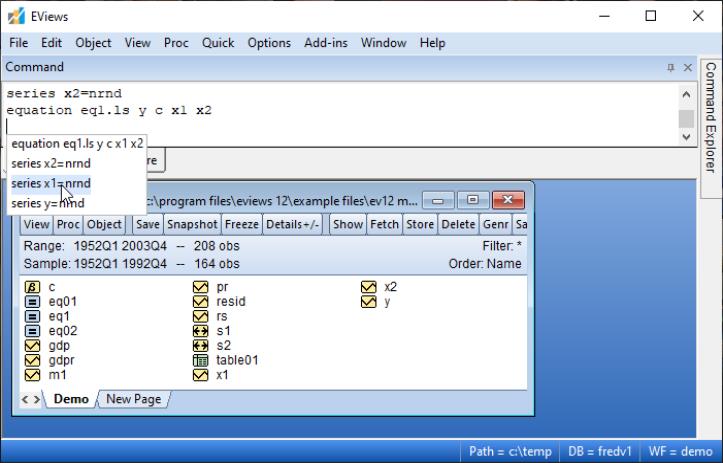 EViews
File Edit Object View Proc Quick Options Add-ins Window Help
Command
Command Explorer
series x2=nrnd
equation eq1.ls y c x1 x2
equation eq1.ls y c x1 x2
series x2=nrnd
series x1=nrnd
series y=nrnd
re
c:\program files\eviews 12\example files\ev12 m...
View Proc Object Save Snapshot Freeze Details+/- Show Fetch Store Delete Genr Sa
Range: 1952Q1 2003Q4 -- 208 obs Filter: *
Sample: 1952Q1 1992Q4 -- 164 obs Order: Name
β c
eq01
eq1
eq02
gdp
gdpr
m1
pr
resid
rs
s1
s2
table01
x1
x2
y
< > Demo New Page
Path = c:\temp DB = fredv1 WF = demo